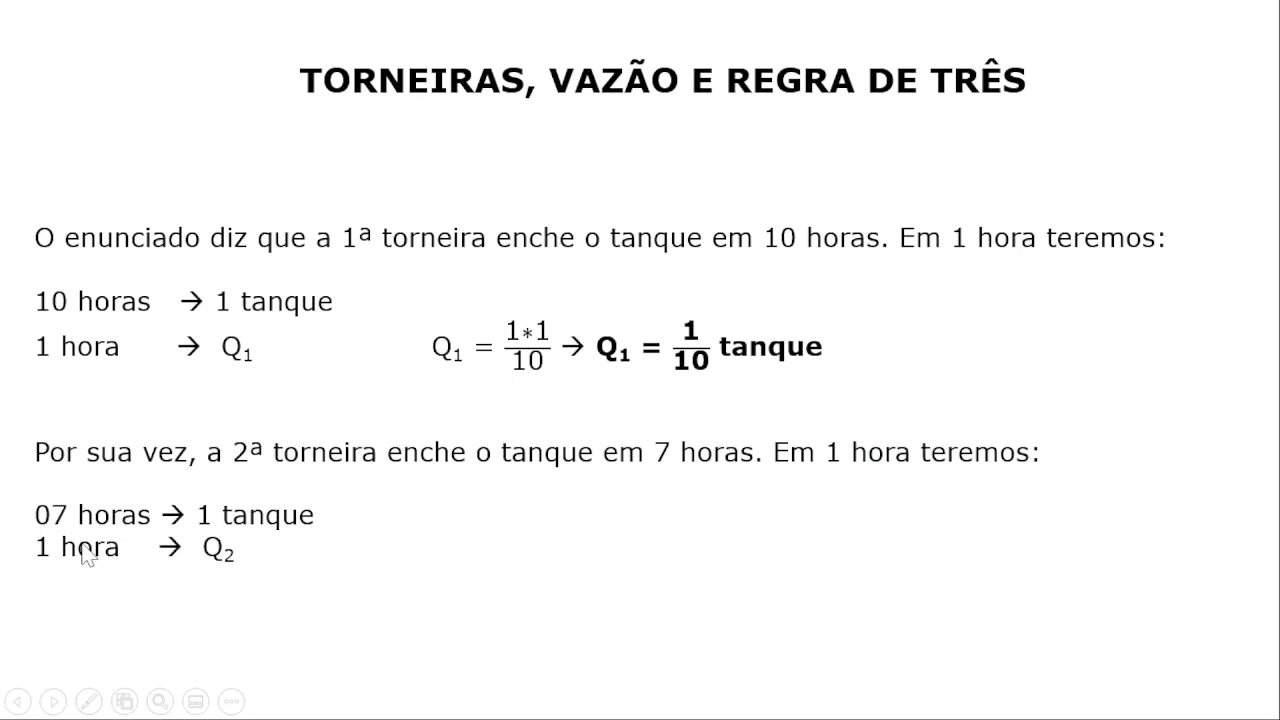 TORNEIRAS, VAZÃO E REGRA DE TRÊS
O enunciado diz que a 1ª torneira enche o tanque em 10 horas. Em 1 hora teremos:
10 horas → 1 tanque
1 hora → Q₁ Q₁ = 1*1/10 → Q₁ = 1/10 tanque
Por sua vez, a 2ª torneira enche o tanque em 7 horas. Em 1 hora teremos:
07 horas → 1 tanque
1 hora → Q₂